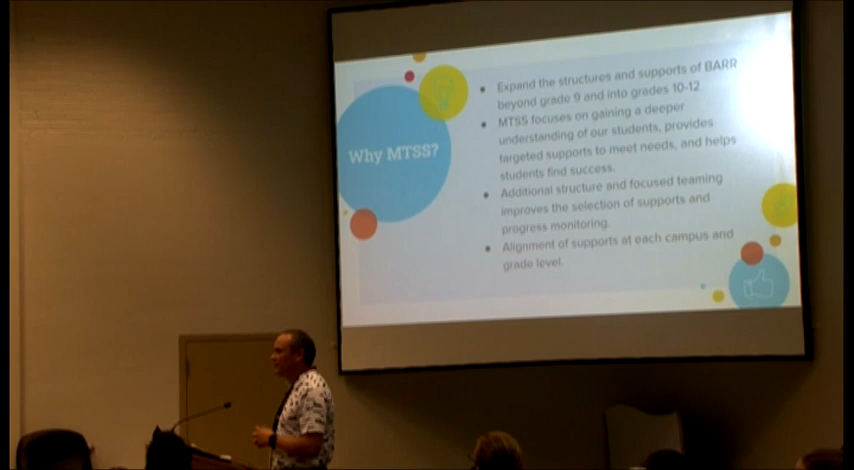 Why MTSS?
● Expand the structures and supports of BARR
beyond grade 9 and into grades 10-12
● MTSS focuses on gaining a deeper
understanding of our students, provides
targeted supports to meet needs, and helps
students find success.
● Additional structure and focused teaming
improves the selection of supports and
progress monitoring.
● Alignment of supports at each campus and
grade level.